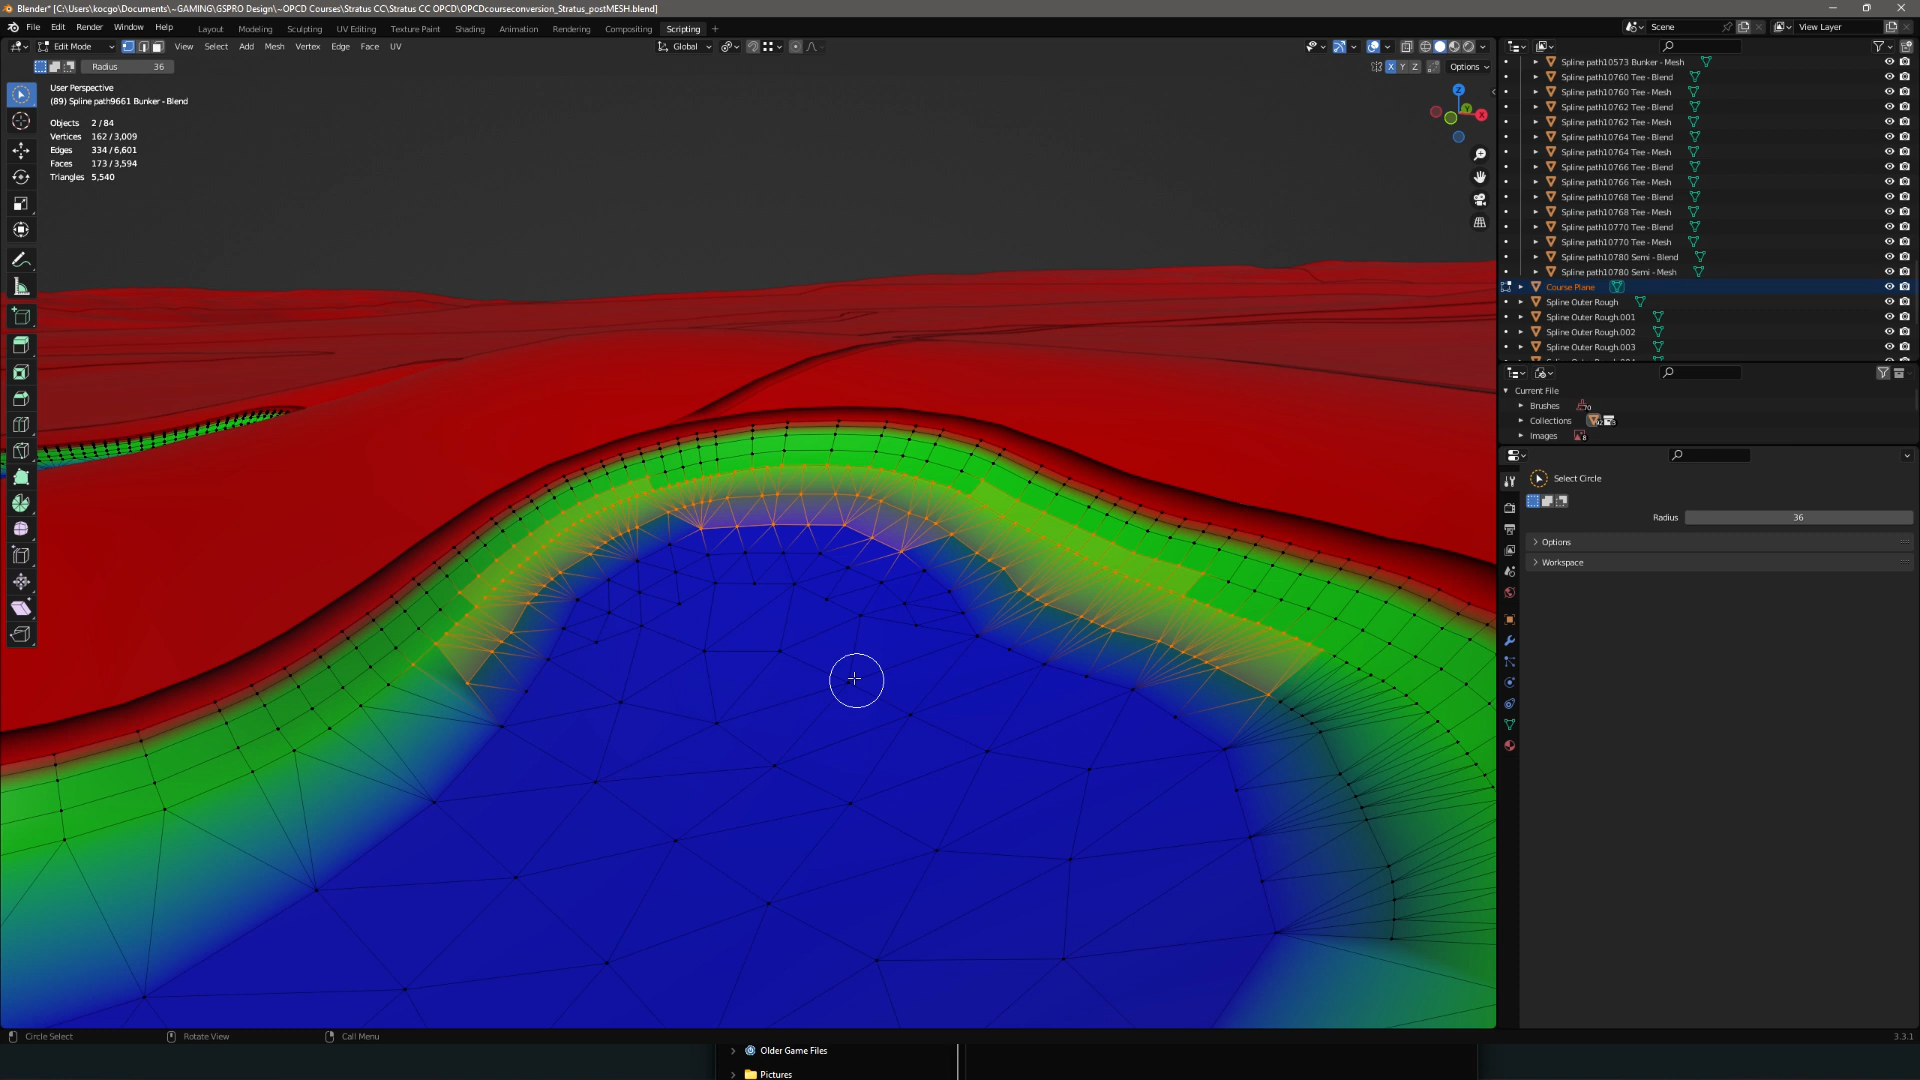 Blender* [C:\Users\kocgo\Documents\~GAMING\GSPRO Design\~OPCD Courses\Stratus CC\Stratus CC OPCD\OPCDcourseconversion_Stratus_postMESH.blend]
File Edit Render Window Help Layout Modeling Sculpting UV Editing Texture Paint Shading Animation Rendering Compositing Scripting + Scene View Layer
Edit Mode View Select Add Mesh Vertex Edge Face UV Global
Radius 36 X Y Z Options
User Perspective
(89) Spline path9661 Bunker - Blend
Objects 2 / 84
Vertices 162 / 3,009
Edges 334 / 6,601
Faces 173 / 3,594
Triangles 5,540
Z
Y
X
Spline path10573 Bunker - Mesh
Spline path10760 Tee - Blend
Spline path10760 Tee - Mesh
Spline path10762 Tee - Blend
Spline path10762 Tee - Mesh
Spline path10764 Tee - Blend
Spline path10764 Tee - Mesh
Spline path10766 Tee - Blend
Spline path10766 Tee - Mesh
Spline path10768 Tee - Blend
Spline path10768 Tee - Mesh
Spline path10770 Tee - Blend
Spline path10770 Tee - Mesh
Spline path10780 Semi - Blend
Spline path10780 Semi - Mesh
Course Plane
Spline Outer Rough
Spline Outer Rough.001
Spline Outer Rough.002
Spline Outer Rough.003
Current File
Brushes
Collections
Images
Select Circle
Radius 36
Options
Workspace
Circle Select Rotate View Call Menu 3.3.1
Older Game Files
Pictures